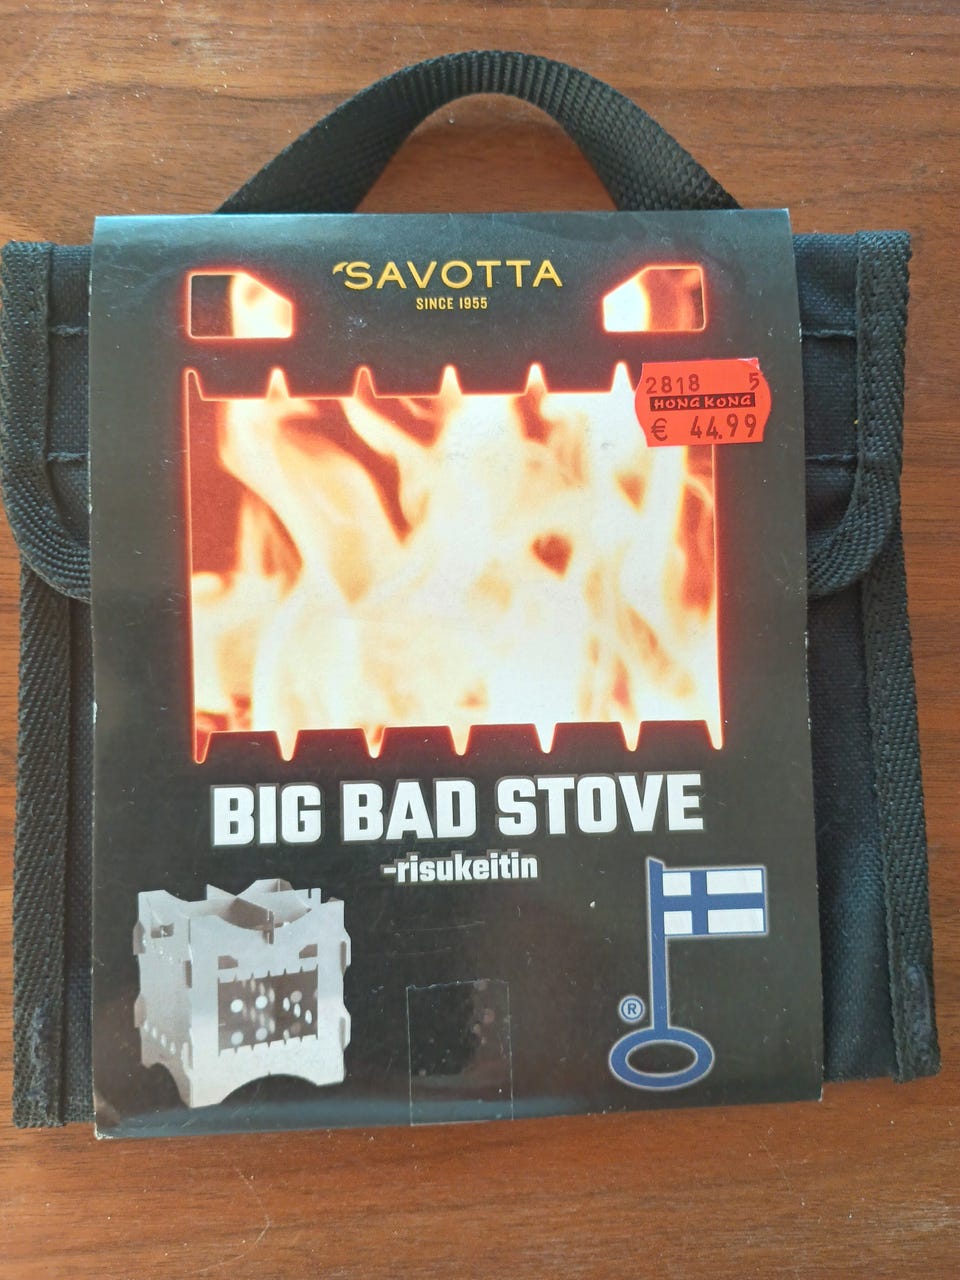 SAVOTTA
SINCE 1955
2818 5
HONG KONG
€ 44.99
BIG BAD STOVE
-risukeitin
®